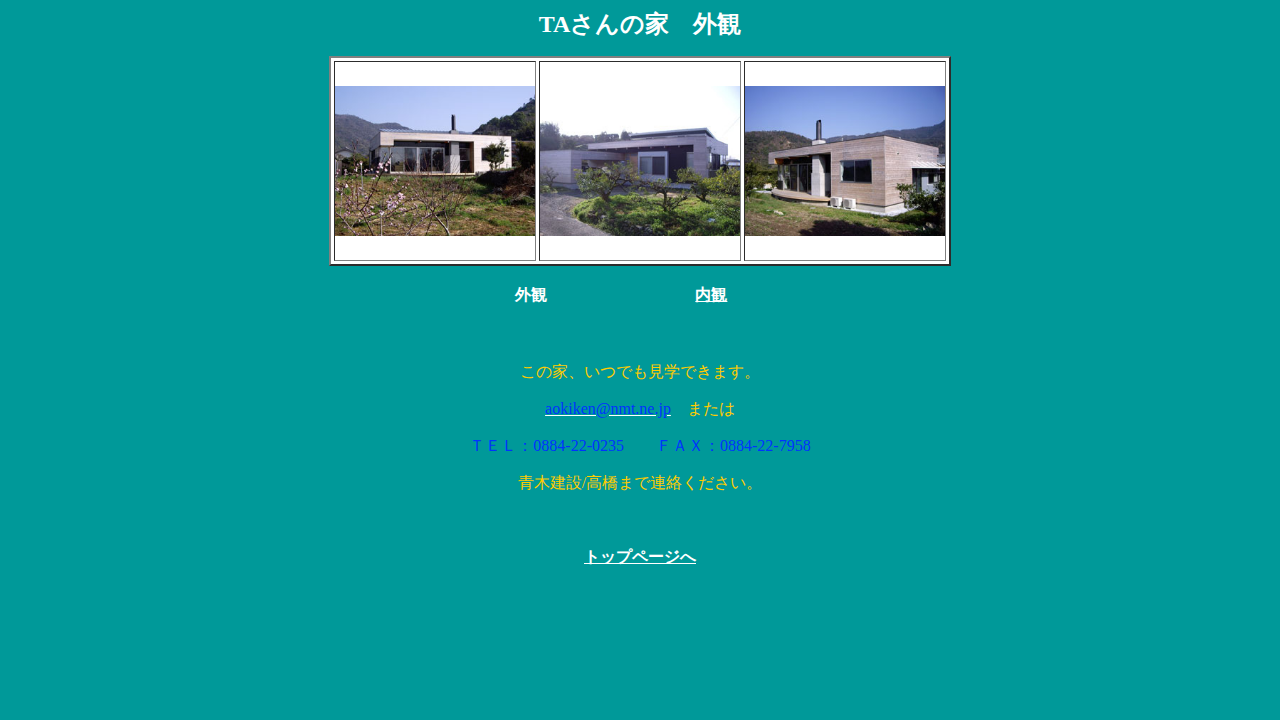 TAさんの家　外観
外観　内観
この家、いつでも見学できます。
aokiken@nmt.ne.jp　または
ＴＥＬ：0884-22-0235　　ＦＡＸ：0884-22-7958
青木建設/高橋まで連絡ください。
トップページへ